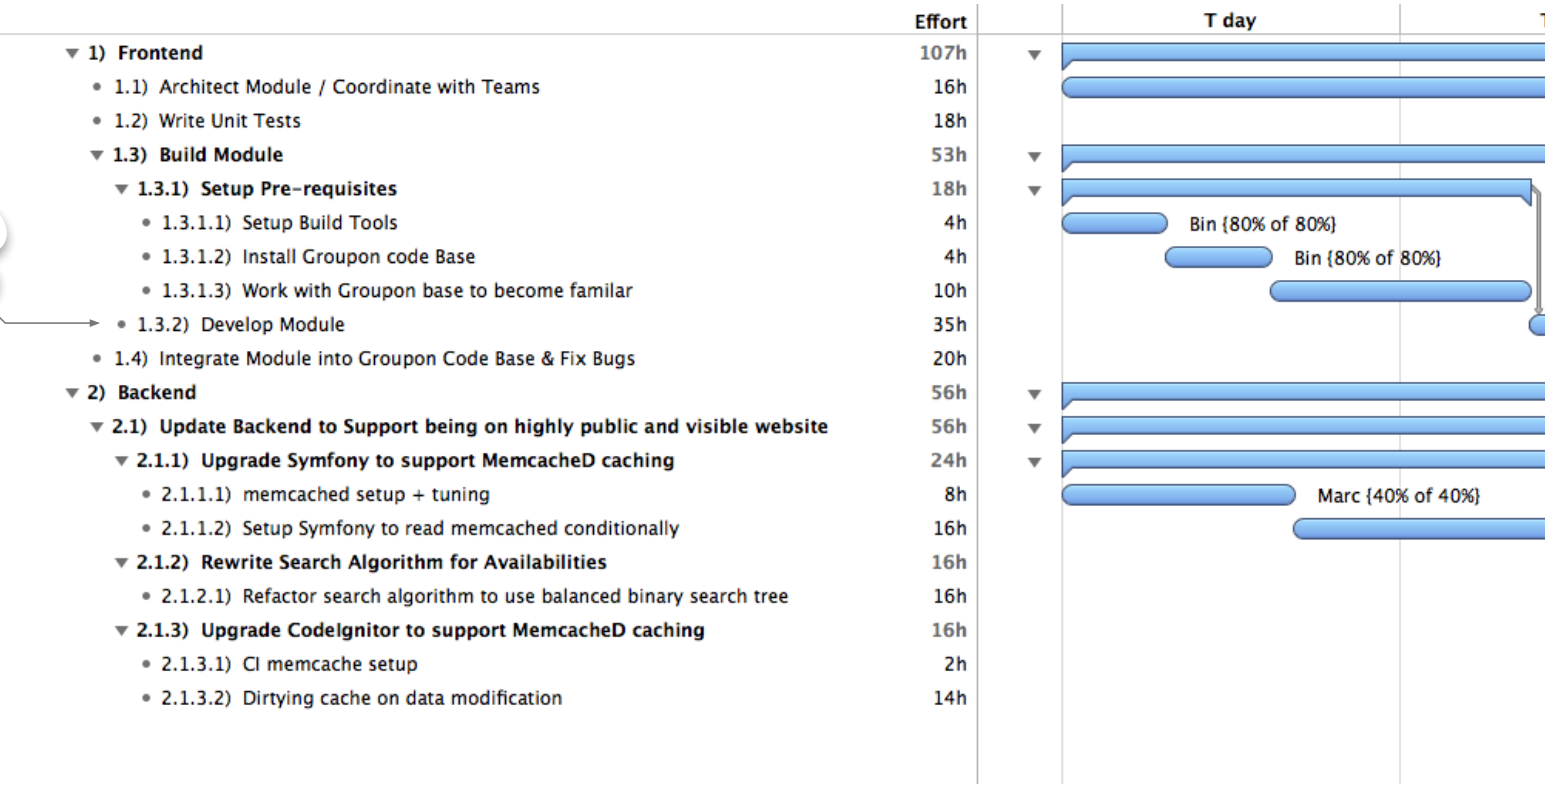 Effort T day
1) Frontend 107h
1.1) Architect Module / Coordinate with Teams 16h
1.2) Write Unit Tests 18h
1.3) Build Module 53h
1.3.1) Setup Pre-requisites 18h
1.3.1.1) Setup Build Tools 4h Bin {80% of 80%}
1.3.1.2) Install Groupon code Base 4h Bin {80% of 80%}
1.3.1.3) Work with Groupon base to become familar 10h
1.3.2) Develop Module 35h
1.4) Integrate Module into Groupon Code Base & Fix Bugs 20h
2) Backend 56h
2.1) Update Backend to Support being on highly public and visible website 56h
2.1.1) Upgrade Symfony to support MemcacheD caching 24h
2.1.1.1) memcached setup + tuning 8h Marc {40% of 40%}
2.1.1.2) Setup Symfony to read memcached conditionally 16h
2.1.2) Rewrite Search Algorithm for Availabilities 16h
2.1.2.1) Refactor search algorithm to use balanced binary search tree 16h
2.1.3) Upgrade CodeIgnitor to support MemcacheD caching 16h
2.1.3.1) CI memcache setup 2h
2.1.3.2) Dirtying cache on data modification 14h